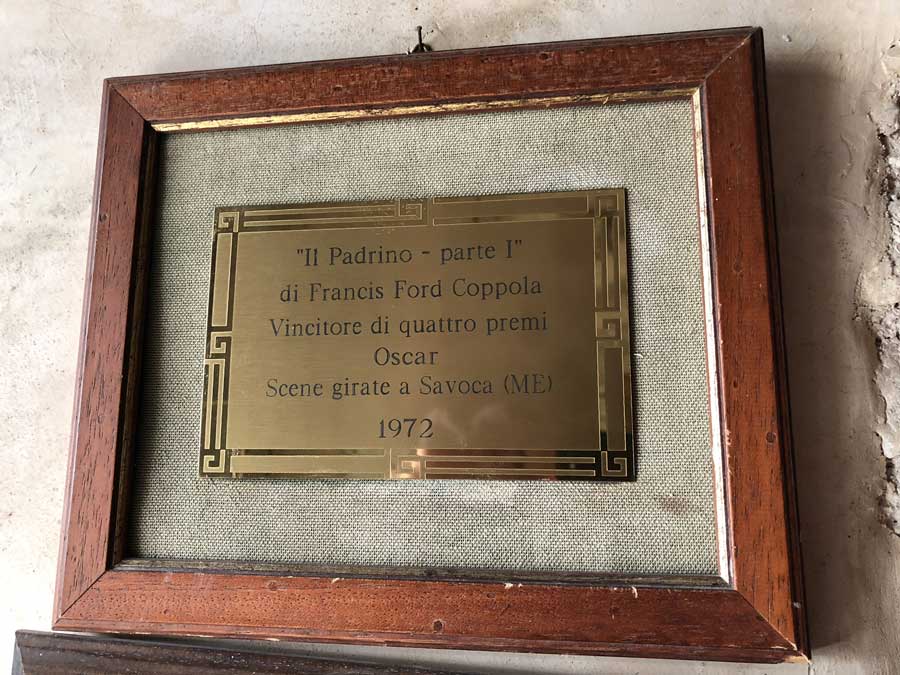 "Il Padrino - parte I"
di Francis Ford Coppola
Vincitore di quattro premi
Oscar
Scene girate a Savoca (ME)
1972